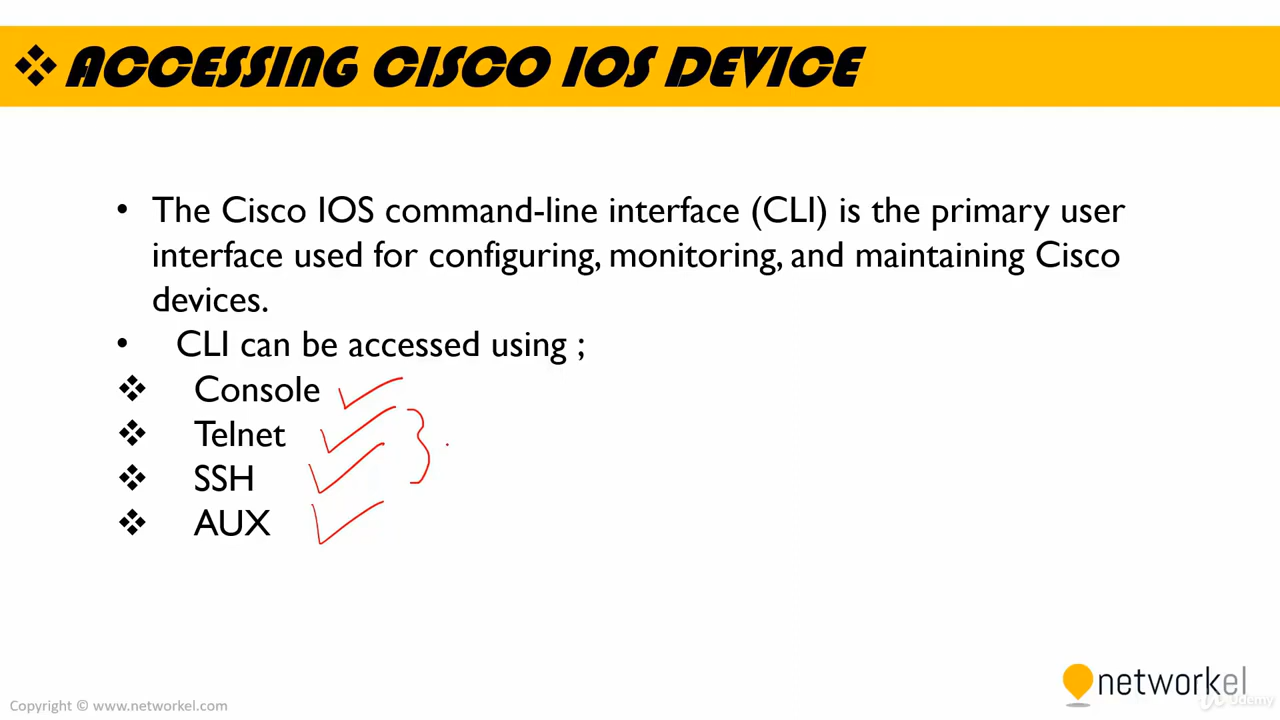 ❖ ACCESSING CISCO IOS DEVICE
• The Cisco IOS command-line interface (CLI) is the primary user
interface used for configuring, monitoring, and maintaining Cisco
devices.
• CLI can be accessed using ;
❖ Console
❖ Telnet
❖ SSH
❖ AUX
networkel
Udemy
Copyright © www.networkel.com